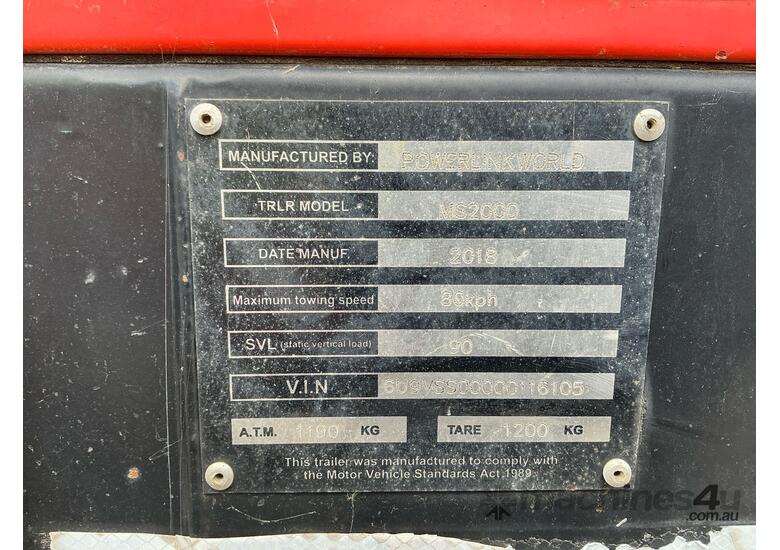 MANUFACTURED BY: POWERLINK WORLD
TRLR MODEL MS2000
DATE MANUF. 2018
Maximum towing speed 80kph
SVL (static vertical load) 90
V.I.N
A.T.M. 1190 KG TARE 1200 KG
This trailer was manufactured to comply with
the Motor Vehicle Standards Act 1989.
machines4u
.com.au